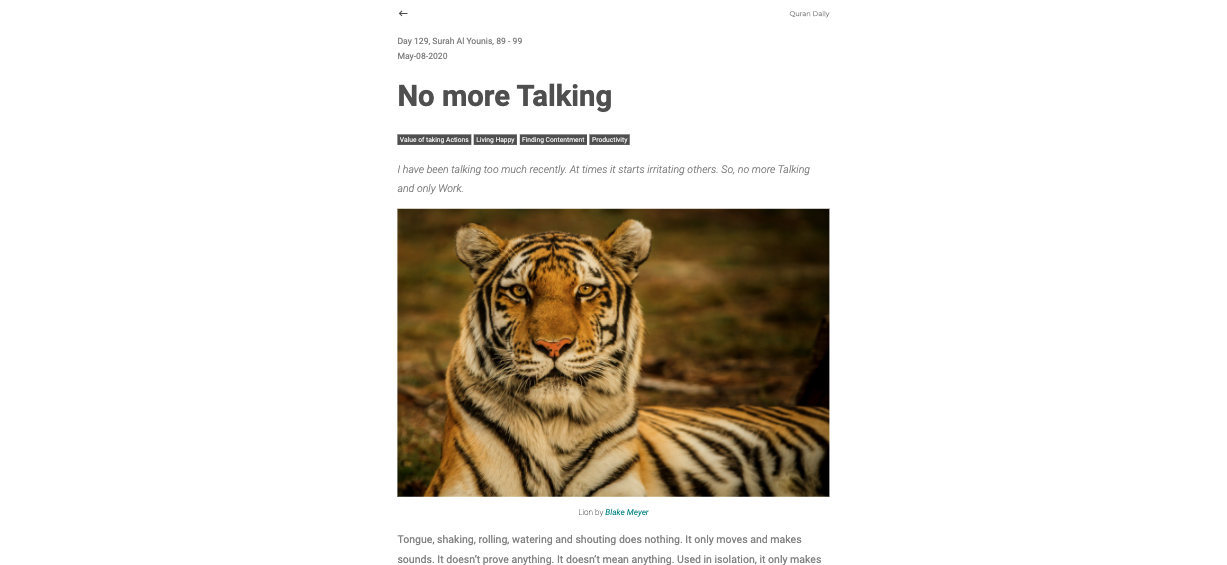 ←
Quran Daily
Day 129, Surah Al Younis, 89 - 99
May-08-2020
No more Talking
Value of taking Actions Living Happy Finding Contentment Productivity
I have been talking too much recently. At times it starts irritating others. So, no more Talking
and only Work.
Lion by Blake Meyer
Tongue, shaking, rolling, watering and shouting does nothing. It only moves and makes
sounds. It doesn't prove anything. It doesn't mean anything. Used in isolation, it only makes